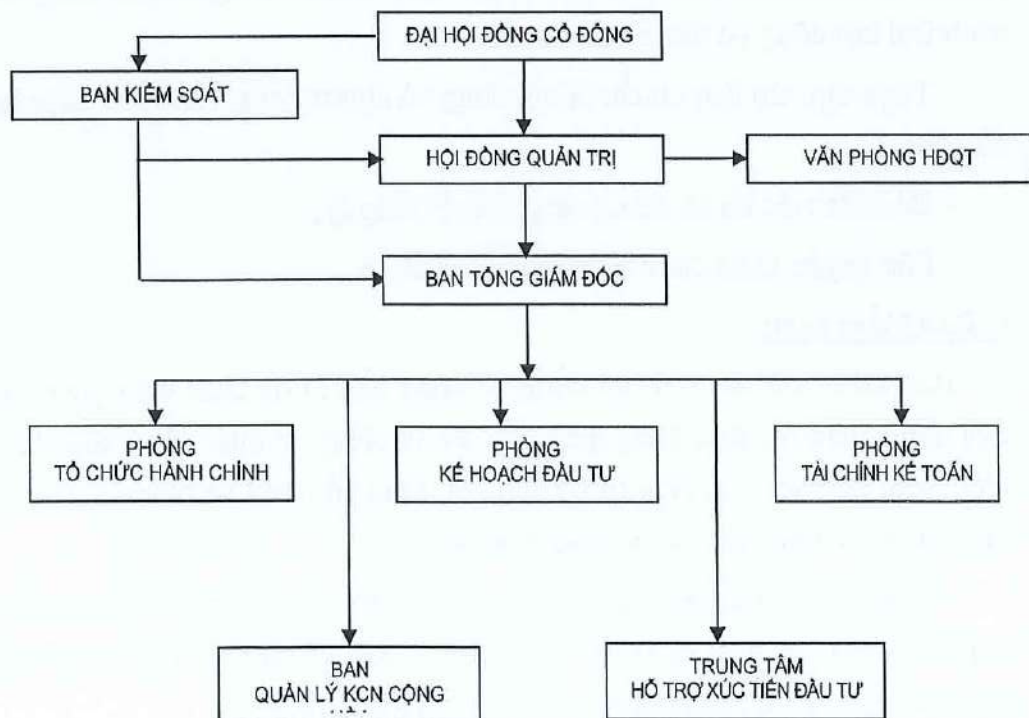 ĐẠI HỘI ĐỒNG CỔ ĐÔNG
BAN KIỂM SOÁT
HỘI ĐỒNG QUẢN TRỊ
VĂN PHÒNG HĐQT
BAN TỔNG GIÁM ĐỐC
PHÒNG
TỔ CHỨC HÀNH CHÍNH
PHÒNG
KẾ HOẠCH ĐẦU TƯ
PHÒNG
TÀI CHÍNH KẾ TOÁN
BAN
QUẢN LÝ KCN CỘNG
TRUNG TÂM
HỖ TRỢ XÚC TIẾN ĐẦU TƯ